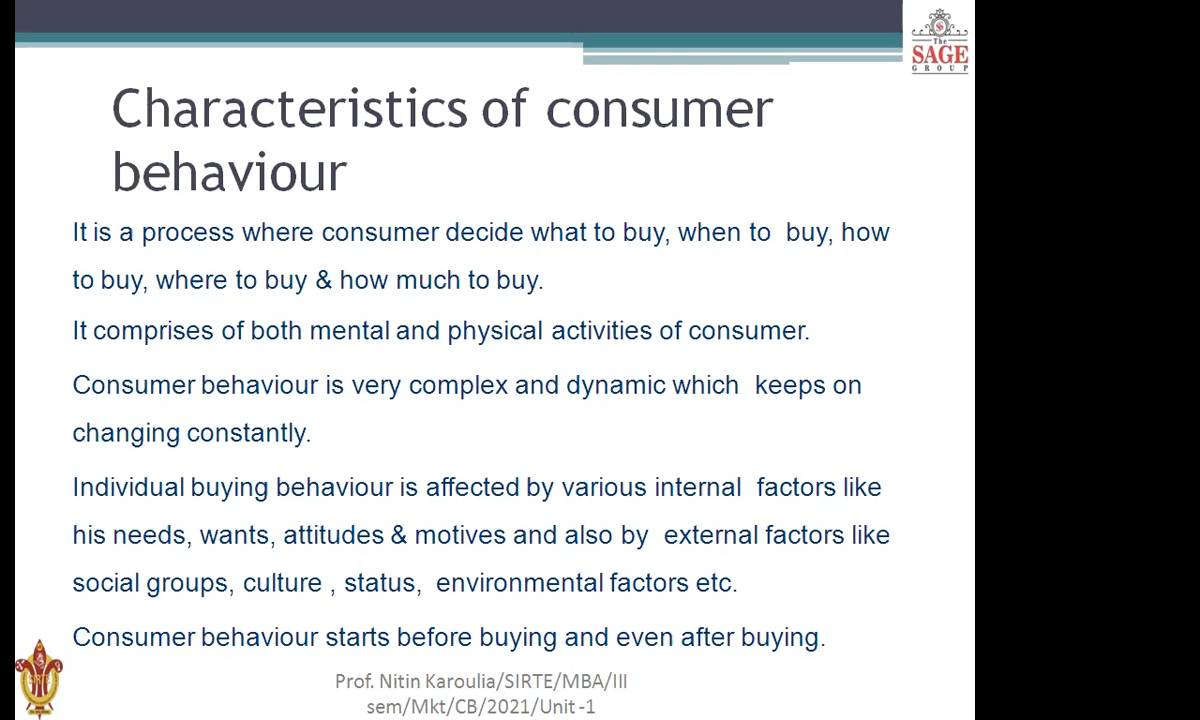 The
SAGE
GROUP
Characteristics of consumer
behaviour
It is a process where consumer decide what to buy, when to buy, how
to buy, where to buy & how much to buy.
It comprises of both mental and physical activities of consumer.
Consumer behaviour is very complex and dynamic which keeps on
changing constantly.
Individual buying behaviour is affected by various internal factors like
his needs, wants, attitudes & motives and also by external factors like
social groups, culture , status, environmental factors etc.
Consumer behaviour starts before buying and even after buying.
SIRTE
Prof. Nitin Karoulia/SIRTE/MBA/III
sem/Mkt/CB/2021/Unit -1